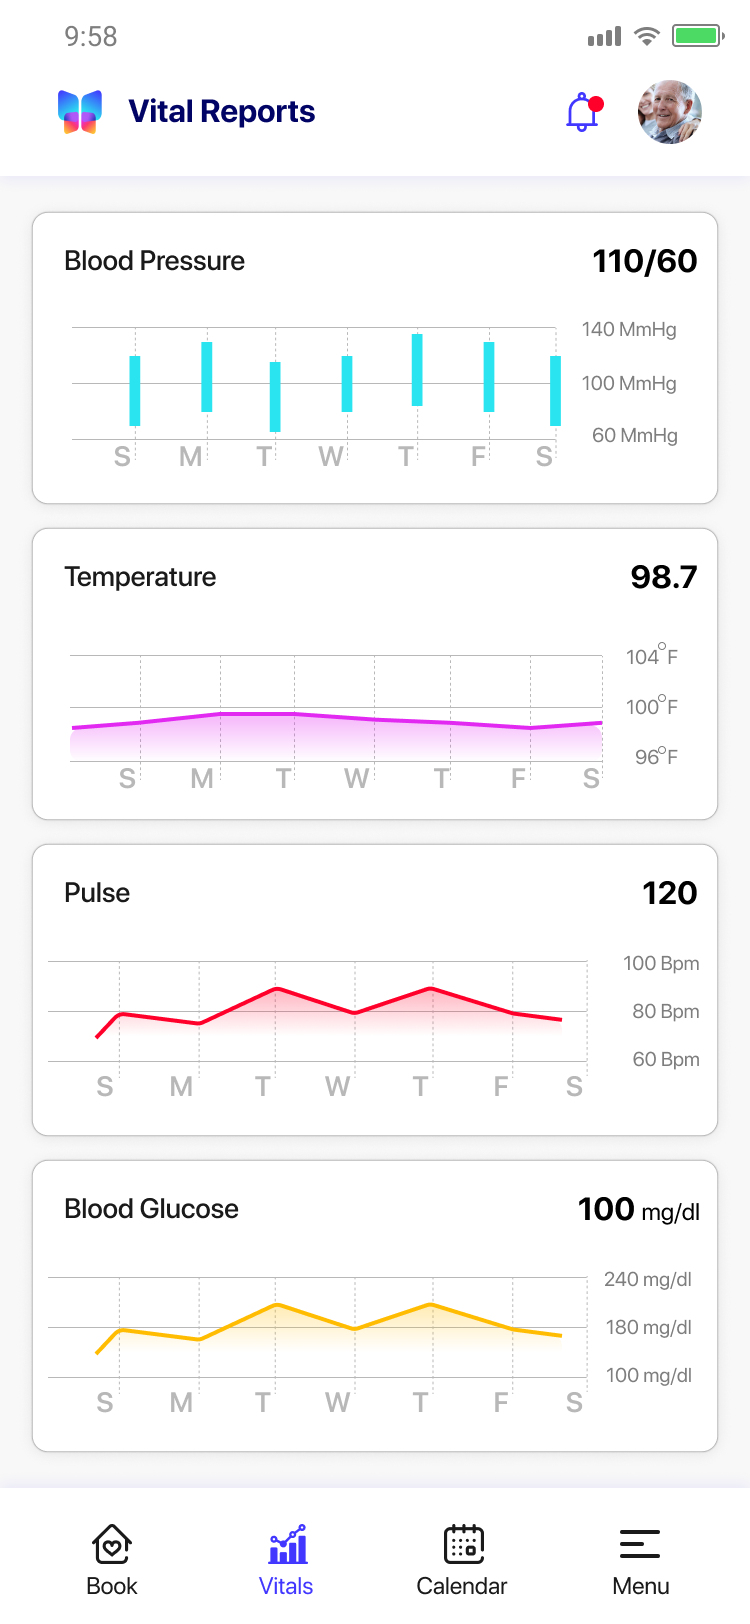 9:58
Vital Reports
Blood Pressure 110/60
140 MmHg
100 MmHg
60 MmHg
S M T W T F S
Temperature 98.7
104°F
100°F
96°F
S M T W T F S
Pulse 120
100 Bpm
80 Bpm
60 Bpm
S M T W T F S
Blood Glucose 100 mg/dl
240 mg/dl
180 mg/dl
100 mg/dl
S M T W T F S
Book Vitals Calendar Menu